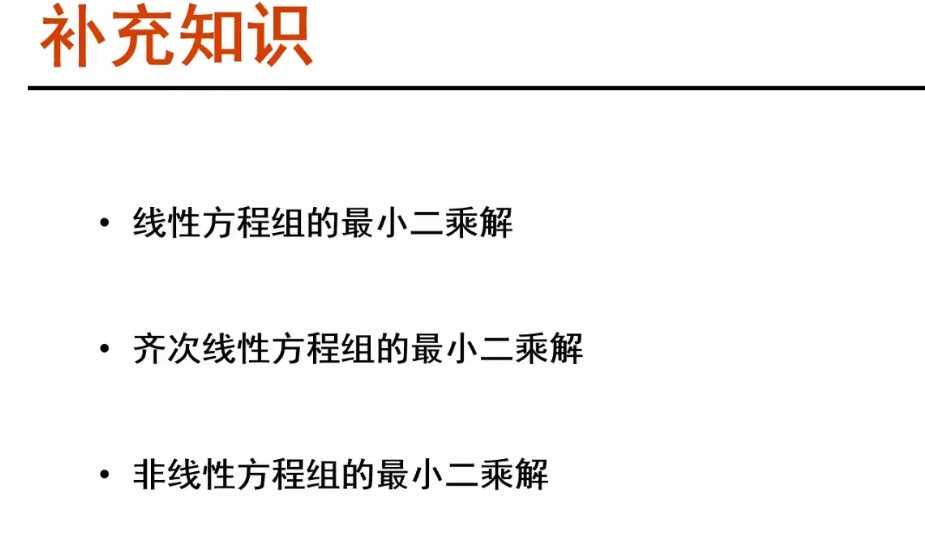 补充知识
• 线性方程组的最小二乘解
• 齐次线性方程组的最小二乘解
• 非线性方程组的最小二乘解